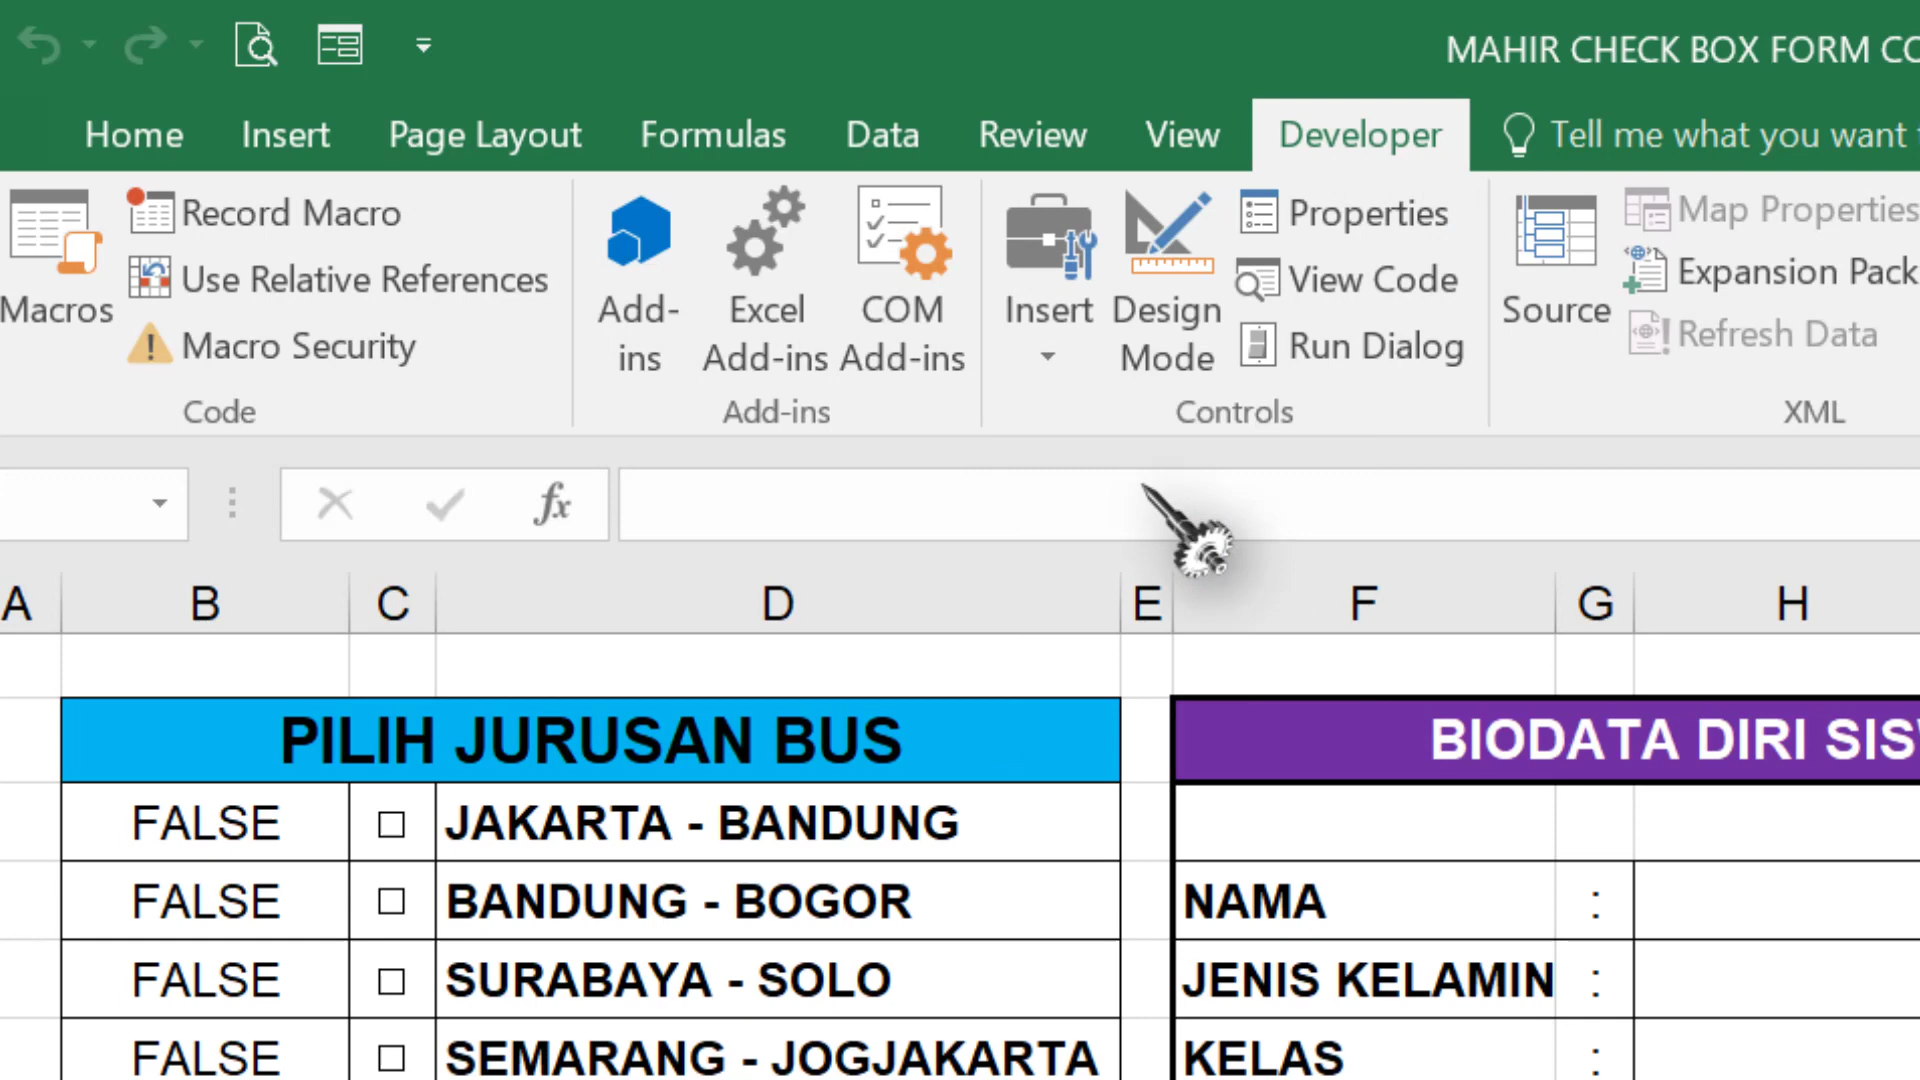 MAHIR CHECK BOX FORM CO
Home Insert Page Layout Formulas Data Review View Developer Tell me what you want
Macros
Record Macro
Use Relative References
Macro Security
Code
Add-
ins
Excel
Add-ins
COM
Add-ins
Add-ins
Insert
Design
Mode
Properties
View Code
Run Dialog
Controls
Source
Map Properties
Expansion Pack
Refresh Data
XML
fx
A B C D E F G H
PILIH JURUSAN BUS
FALSE JAKARTA - BANDUNG
FALSE BANDUNG - BOGOR
FALSE SURABAYA - SOLO
FALSE SEMARANG - JOGJAKARTA
BIODATA DIRI SIS
NAMA :
JENIS KELAMIN :
KELAS :